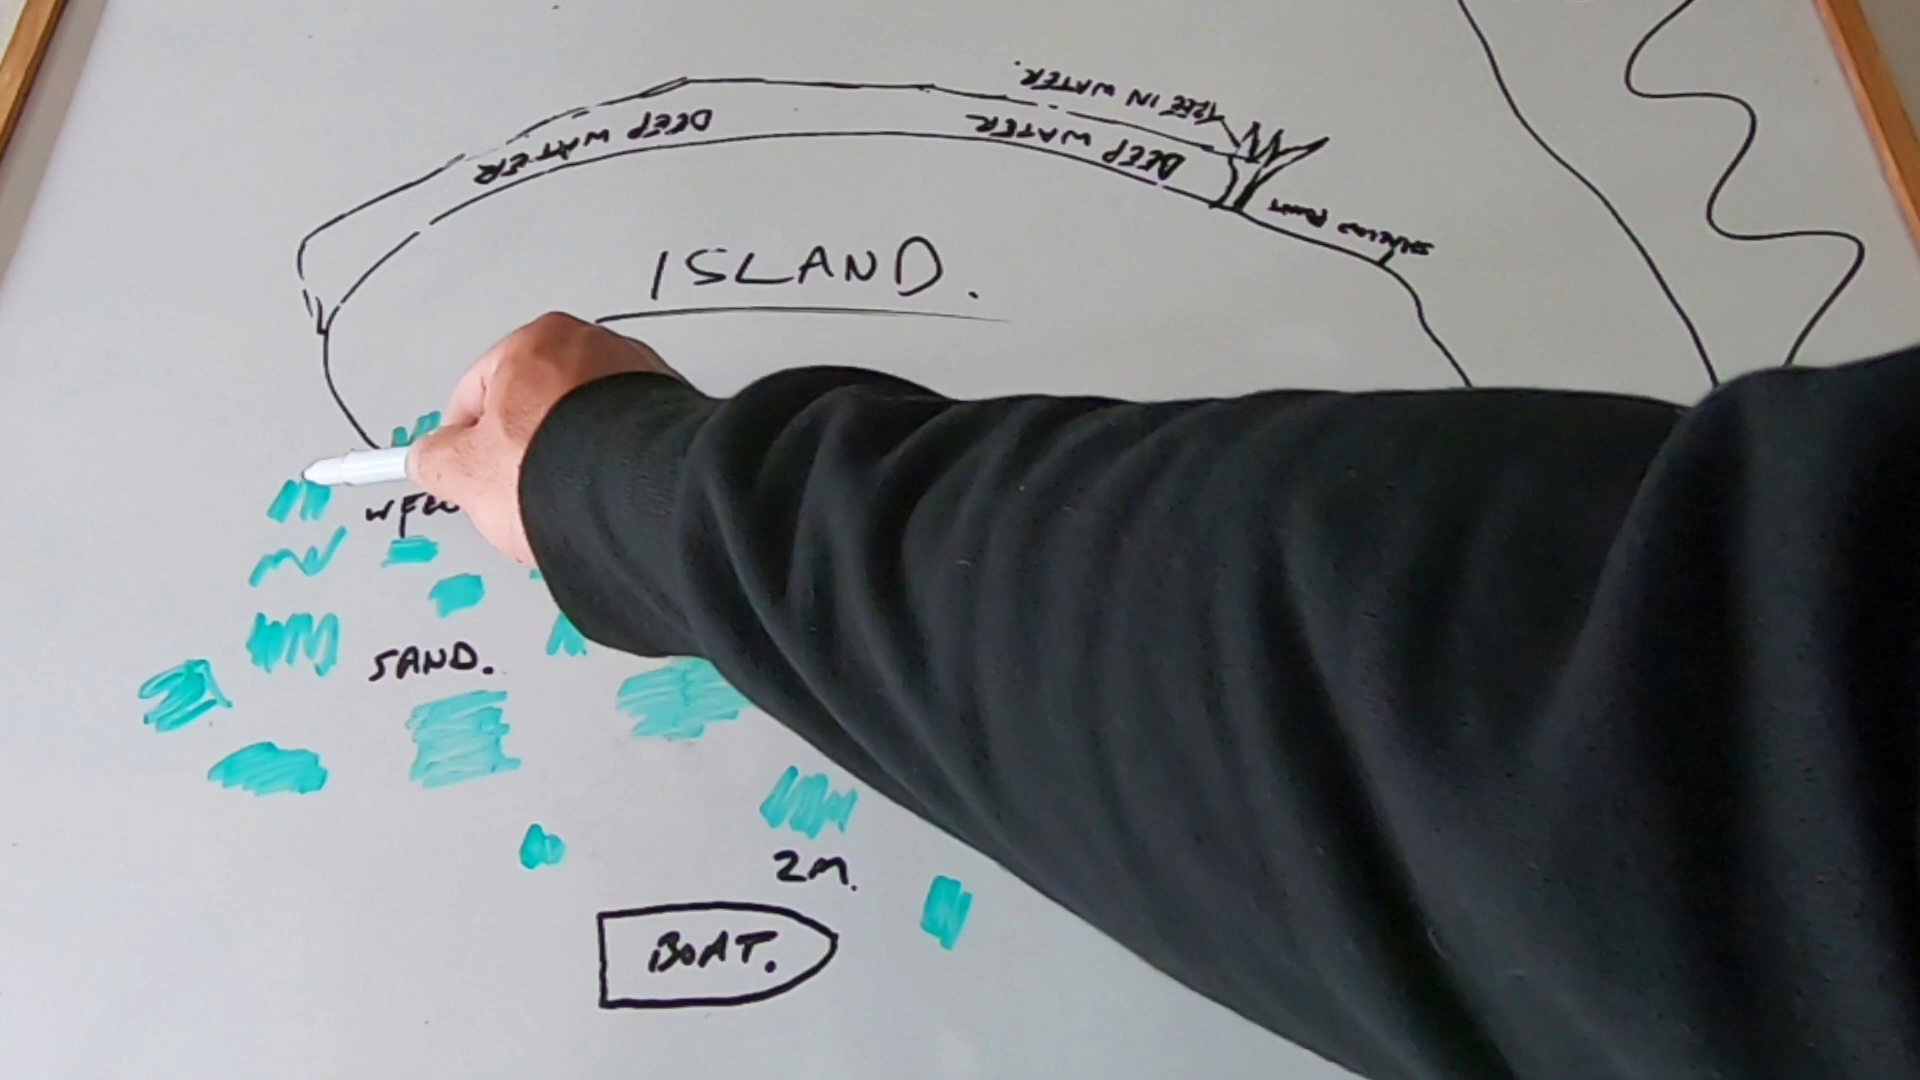 TREE IN WATER.
DEEP WATER
DEEP WATER
ISLAND.
SAND.
2M.
BOAT.